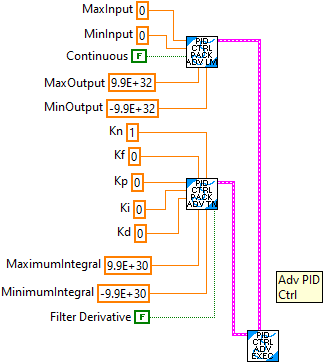 MaxInput 0
MinInput 0
Continuous F
PID
CTRL
PACK
ADV LM
MaxOutput 9.9E+32
MinOutput -9.9E+32
Kn 1
Kf 0
Kp 0
Ki 0
Kd 0
PID
CTRL
PACK
ADV TN
MaximumIntegral 9.9E+30
MinimumIntegral -9.9E+30
Filter Derivative F
Adv PID
Ctrl
PID
CTRL
ADV
EXEC